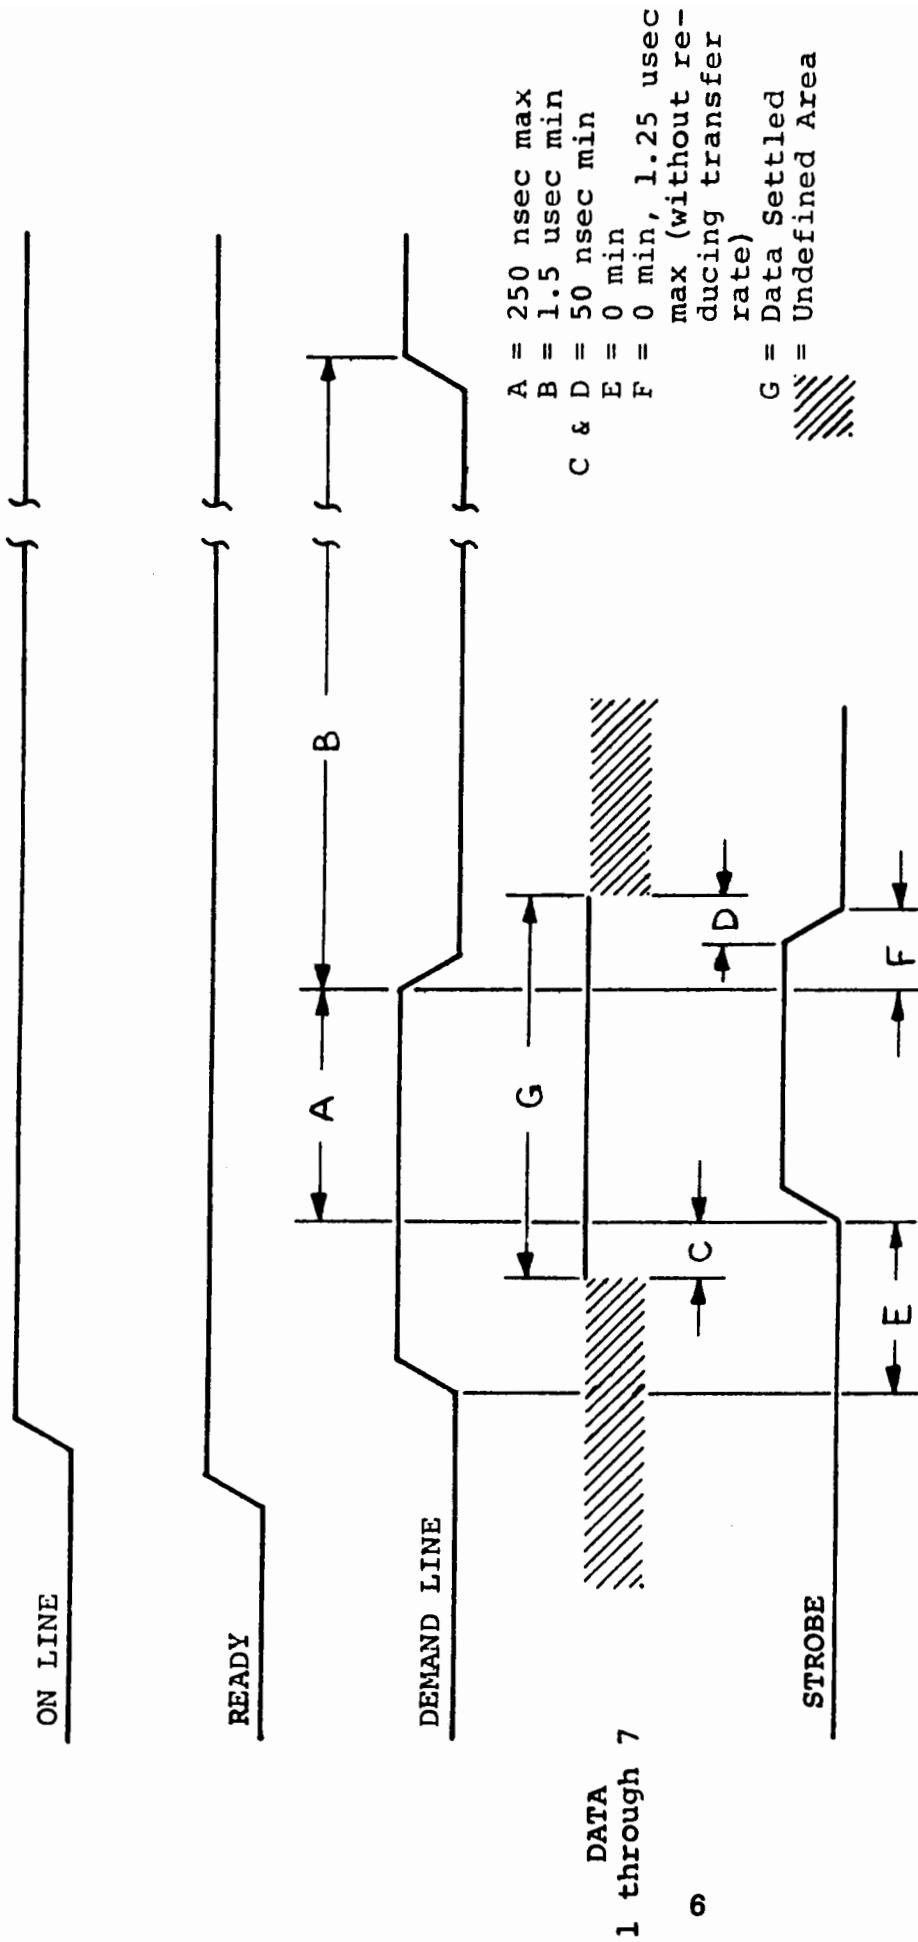 ON LINE
READY
B
A
DEMAND LINE
G
DATA
1 through 7
C
D
STROBE
E
F
A = 250 nsec max
B = 1.5 usec min
C & D = 50 nsec min
E = 0 min
F = 0 min, 1.25 usec
max (without re-
ducing transfer
rate)
G = Data Settled
= Undefined Area
6